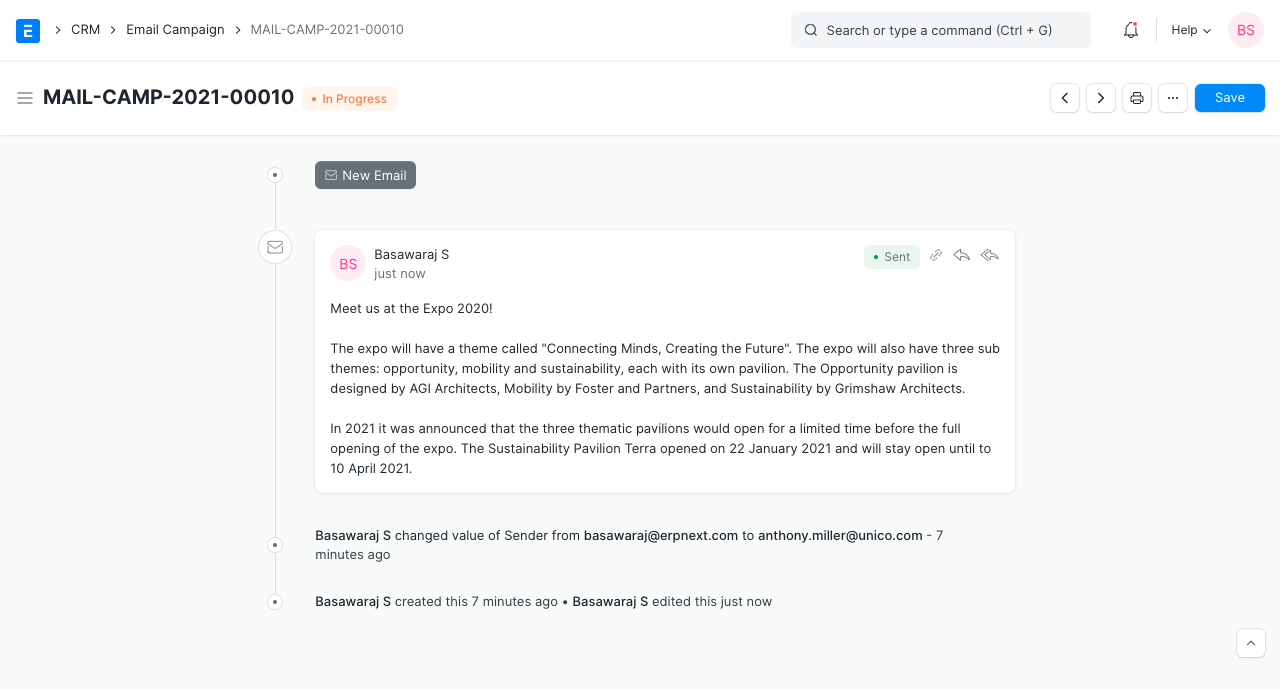 E
CRM
Email Campaign
MAIL-CAMP-2021-00010
Search or type a command (Ctrl + G)
Help
BS
MAIL-CAMP-2021-00010
In Progress
Save
New Email
BS
Basawaraj S
just now
Sent
Meet us at the Expo 2020!
The expo will have a theme called "Connecting Minds, Creating the Future". The expo will also have three sub
themes: opportunity, mobility and sustainability, each with its own pavilion. The Opportunity pavilion is
designed by AGI Architects, Mobility by Foster and Partners, and Sustainability by Grimshaw Architects.
In 2021 it was announced that the three thematic pavilions would open for a limited time before the full
opening of the expo. The Sustainability Pavilion Terra opened on 22 January 2021 and will stay open until to
10 April 2021.
Basawaraj S changed value of Sender from basawaraj@erpnext.com to anthony.miller@unico.com - 7
minutes ago
Basawaraj S created this 7 minutes ago • Basawaraj S edited this just now